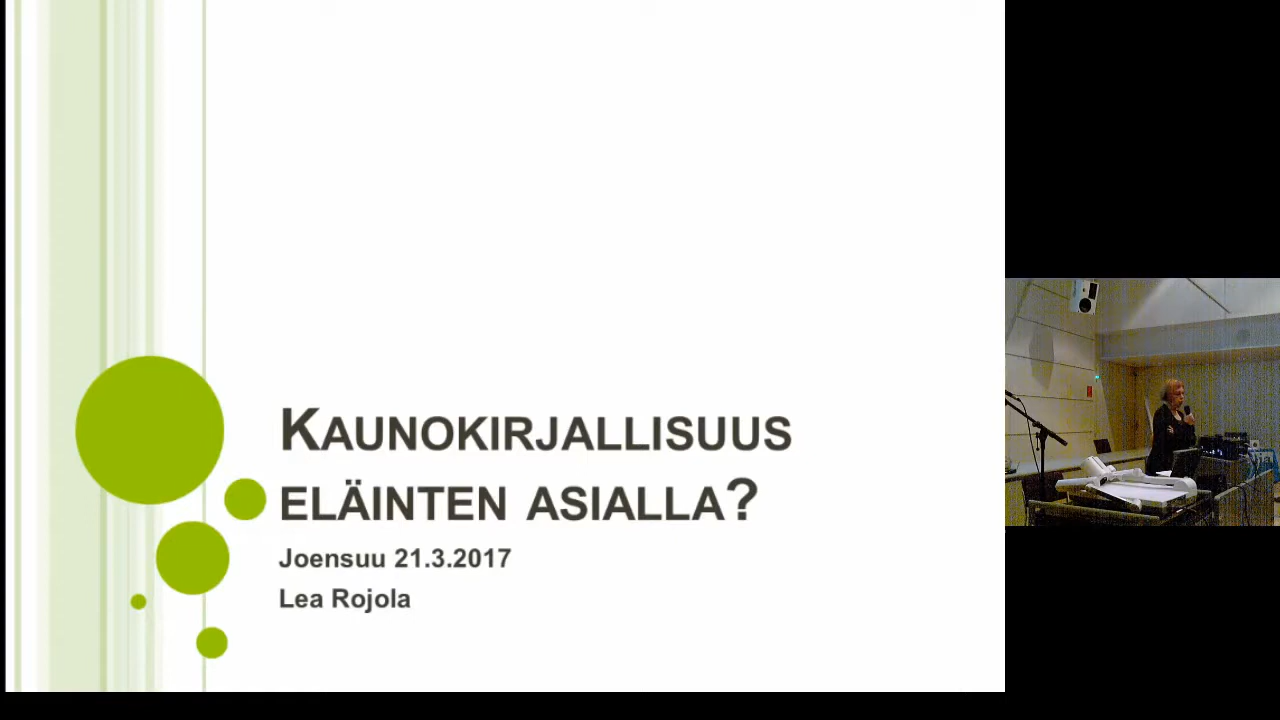 KAUNOKIRJALLISUUS
ELÄINTEN ASIALLA?
Joensuu 21.3.2017
Lea Rojola